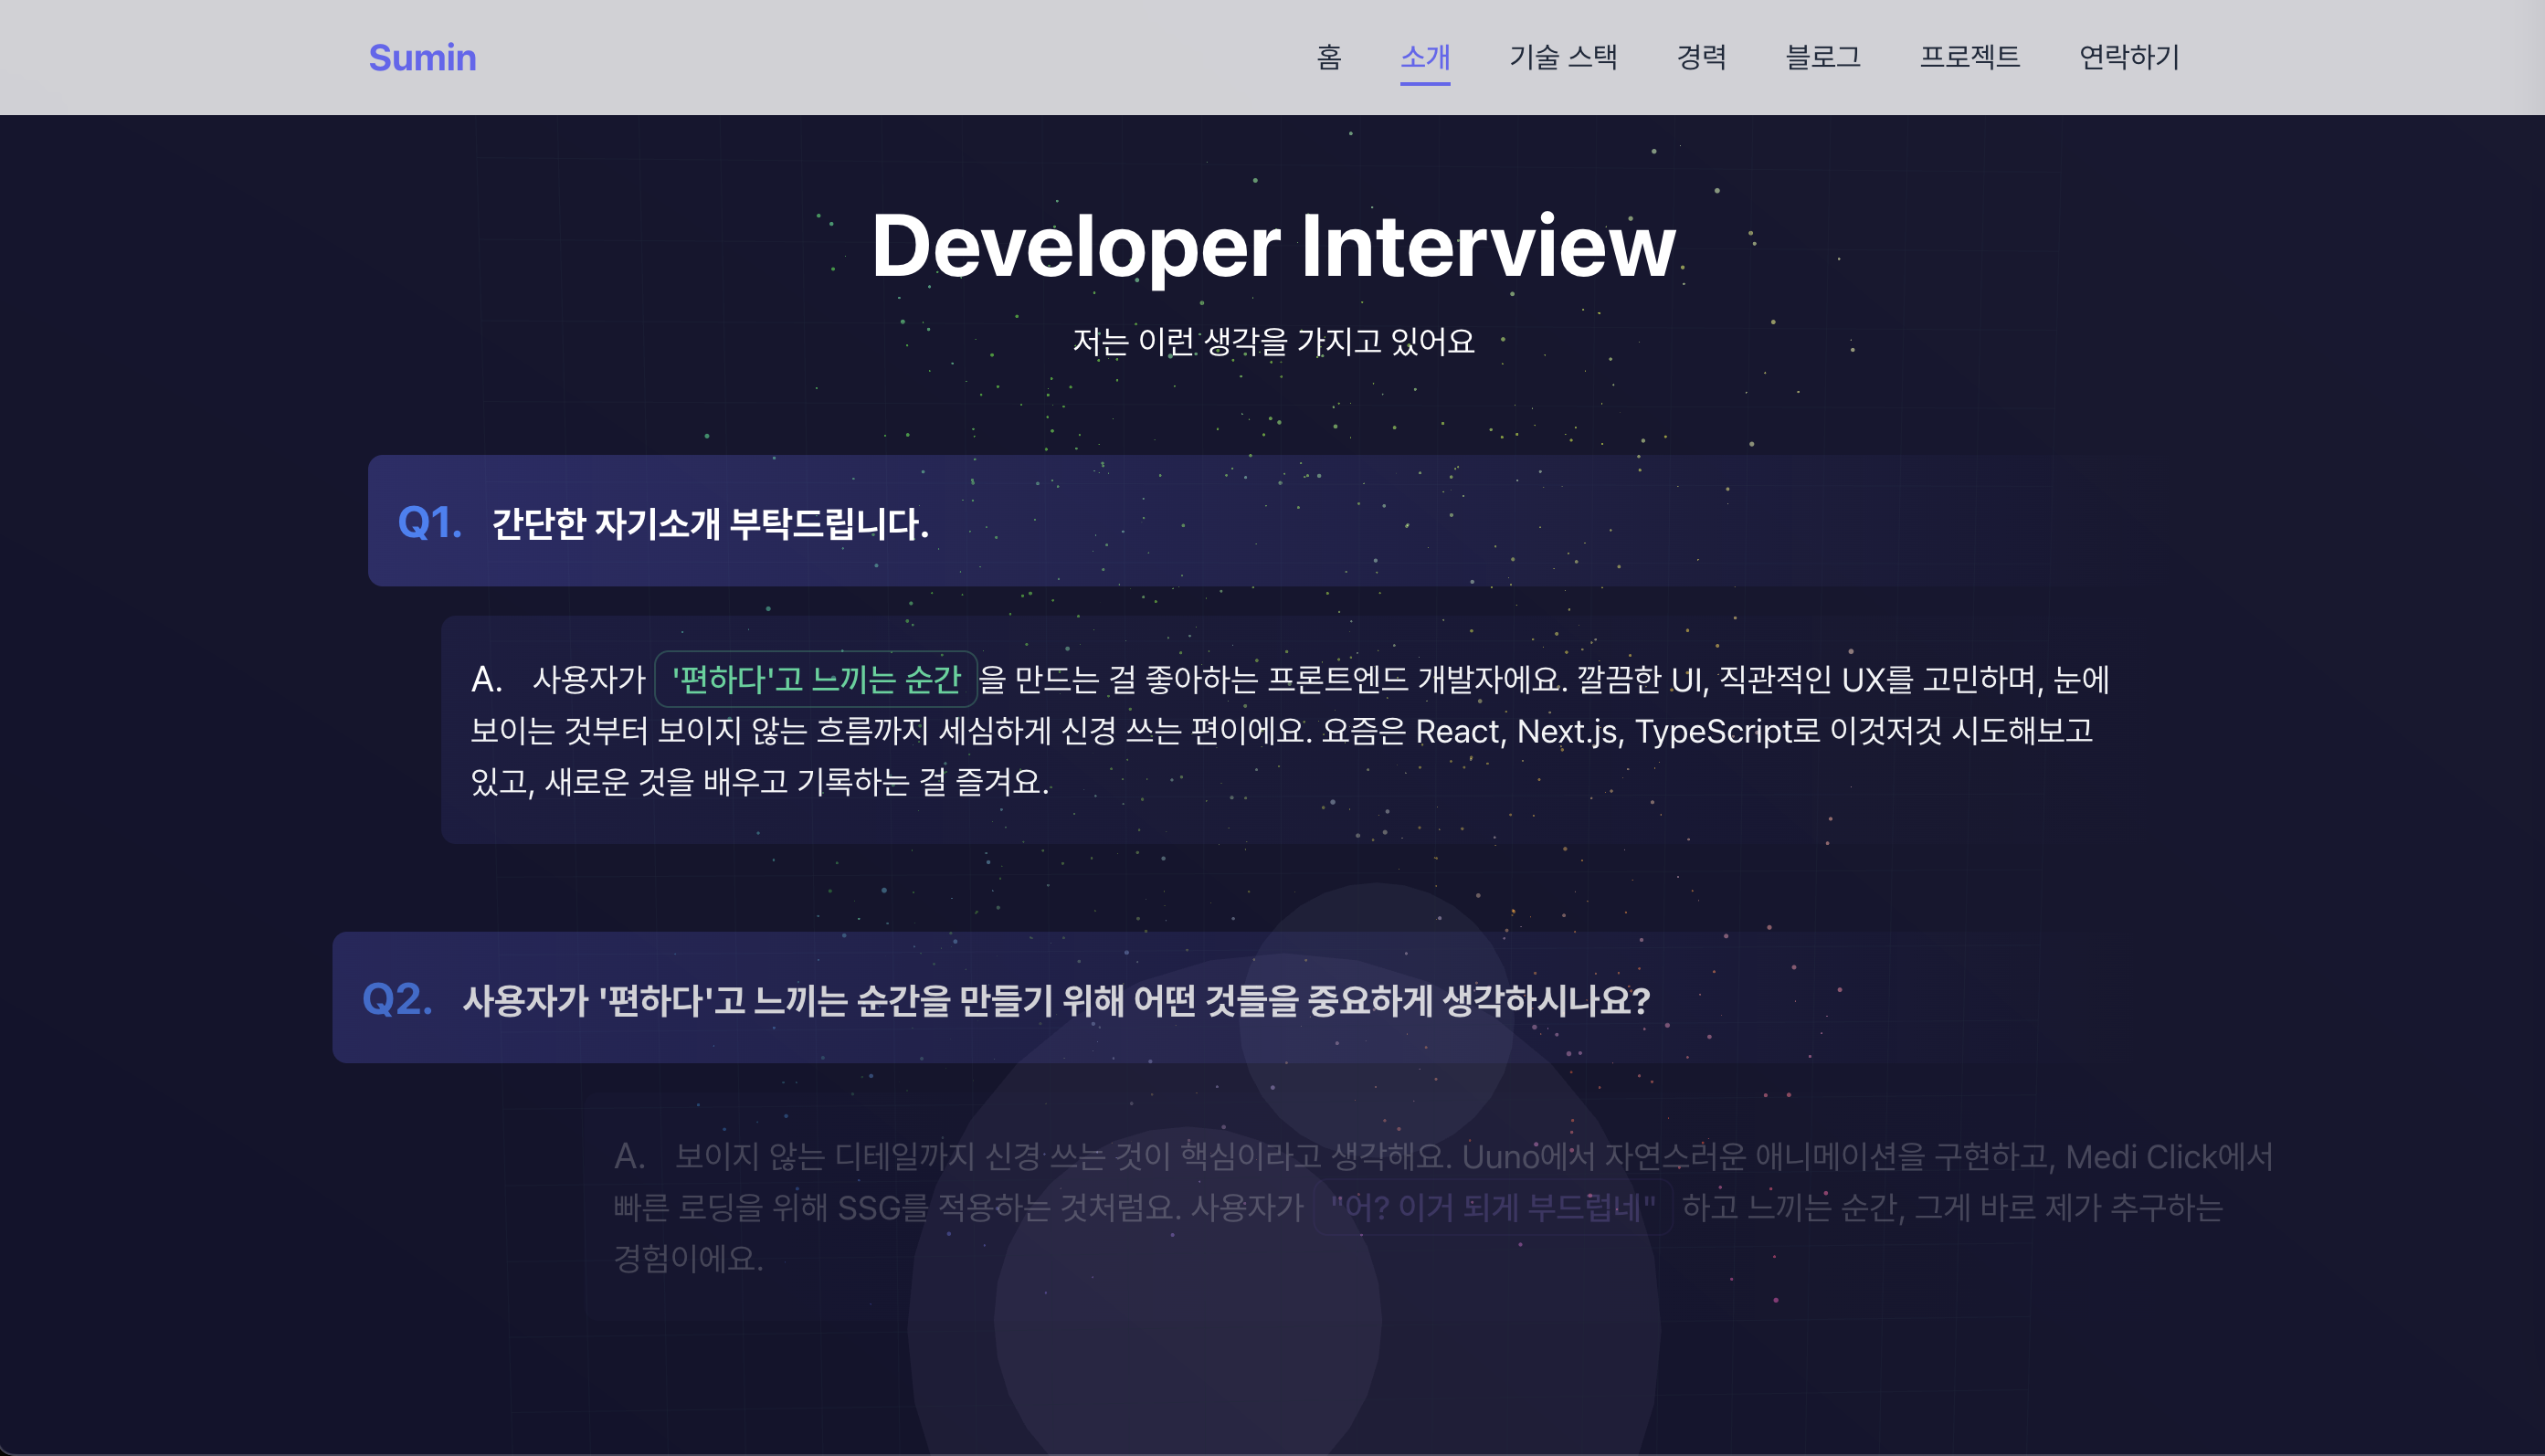 Sumin
홈 소개 기술 스택 경력 블로그 프로젝트 연락하기
Developer Interview
저는 이런 생각을 가지고 있어요
Q1. 간단한 자기소개 부탁드립니다.
A. 사용자가 '편하다'고 느끼는 순간을 만드는 걸 좋아하는 프론트엔드 개발자에요. 깔끔한 UI, 직관적인 UX를 고민하며, 눈에
보이는 것부터 보이지 않는 흐름까지 세심하게 신경 쓰는 편이에요. 요즘은 React, Next.js, TypeScript로 이것저것 시도해보고
있고, 새로운 것을 배우고 기록하는 걸 즐겨요.
Q2. 사용자가 '편하다'고 느끼는 순간을 만들기 위해 어떤 것들을 중요하게 생각하시나요?
A. 보이지 않는 디테일까지 신경 쓰는 것이 핵심이라고 생각해요. Uuno에서 자연스러운 애니메이션을 구현하고, Medi Click에서
빠른 로딩을 위해 SSG를 적용하는 것처럼요. 사용자가 "어? 이거 되게 부드럽네" 하고 느끼는 순간, 그게 바로 제가 추구하는
경험이에요.